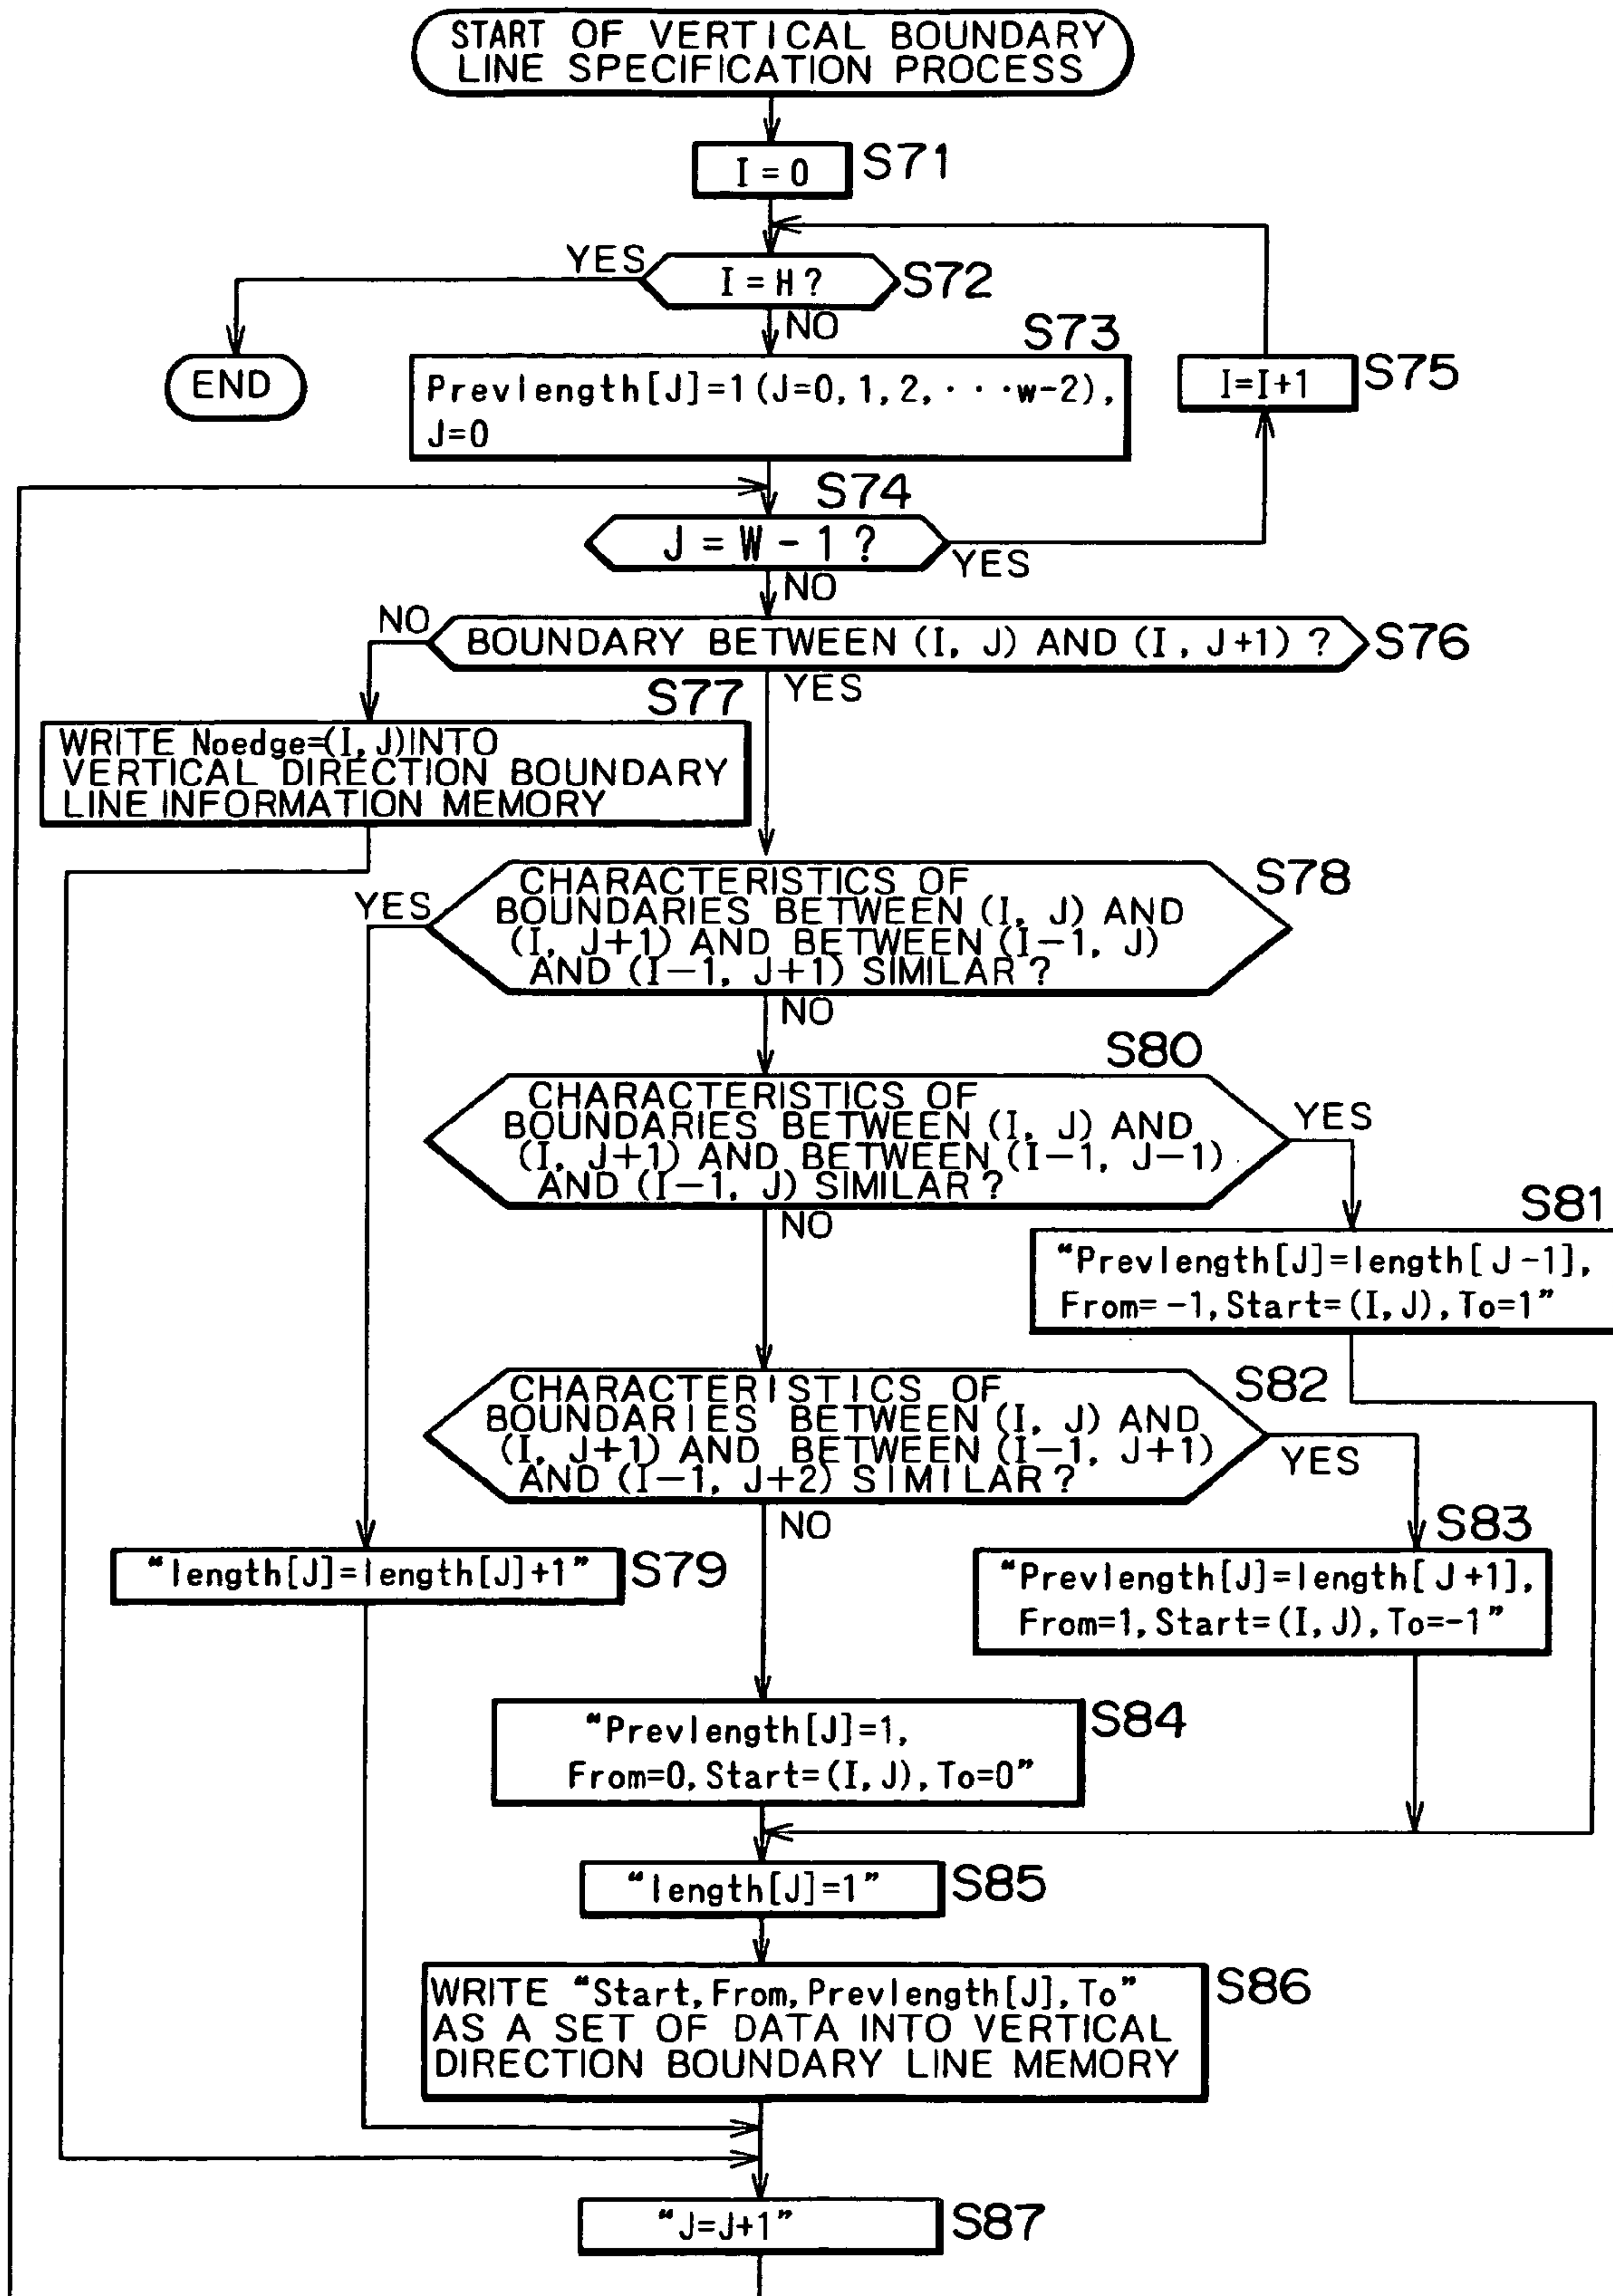 START OF VERTICAL BOUNDARY
LINE SPECIFICATION PROCESS
I = 0
S71
YES
I = H ?
S72
NO
END
S73
Prevlength[J]=1 (J=0, 1, 2, · · ·w-2),
J=0
I=I+1
S75
S74
J = W - 1 ?
YES
NO
NO
BOUNDARY BETWEEN (I, J) AND (I, J+1) ?
S76
YES
S77
WRITE Noedge=(I, J)INTO
VERTICAL DIRECTION BOUNDARY
LINE INFORMATION MEMORY
YES
CHARACTERISTICS OF
BOUNDARIES BETWEEN (I, J) AND
(I, J+1) AND BETWEEN (I-1, J)
AND (I-1, J+1) SIMILAR ?
S78
NO
S80
CHARACTERISTICS OF
BOUNDARIES BETWEEN (I, J) AND
(I, J+1) AND BETWEEN (I-1, J-1)
AND (I-1, J) SIMILAR ?
YES
NO
S81
“Prevlength[J]=length[J-1],
From=-1, Start=(I, J), To=1”
CHARACTERISTICS OF
BOUNDARIES BETWEEN (I, J) AND
(I, J+1) AND BETWEEN (I-1, J+1)
AND (I-1, J+2) SIMILAR ?
S82
YES
NO
“length[J]=length[J]+1”
S79
S83
“Prevlength[J]=length[J+1],
From=1, Start=(I, J), To=-1”
“Prevlength[J]=1,
From=0, Start=(I, J), To=0”
S84
“length[J]=1”
S85
WRITE “Start, From, Prevlength[J], To”
AS A SET OF DATA INTO VERTICAL
DIRECTION BOUNDARY LINE MEMORY
S86
“J=J+1”
S87